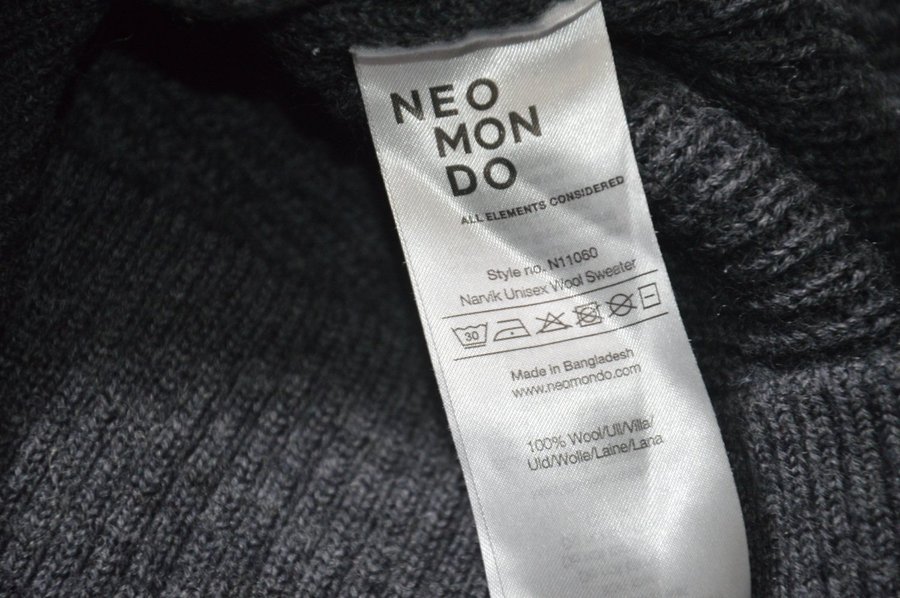 NEO
MON
DO
ALL ELEMENTS CONSIDERED
Style no. N11060
Narvik Unisex Wool Sweater
30
Made in Bangladesh
www.neomondo.com
100% Wool/Ull/Villa/
Uld/Wolle/Laine/Lana